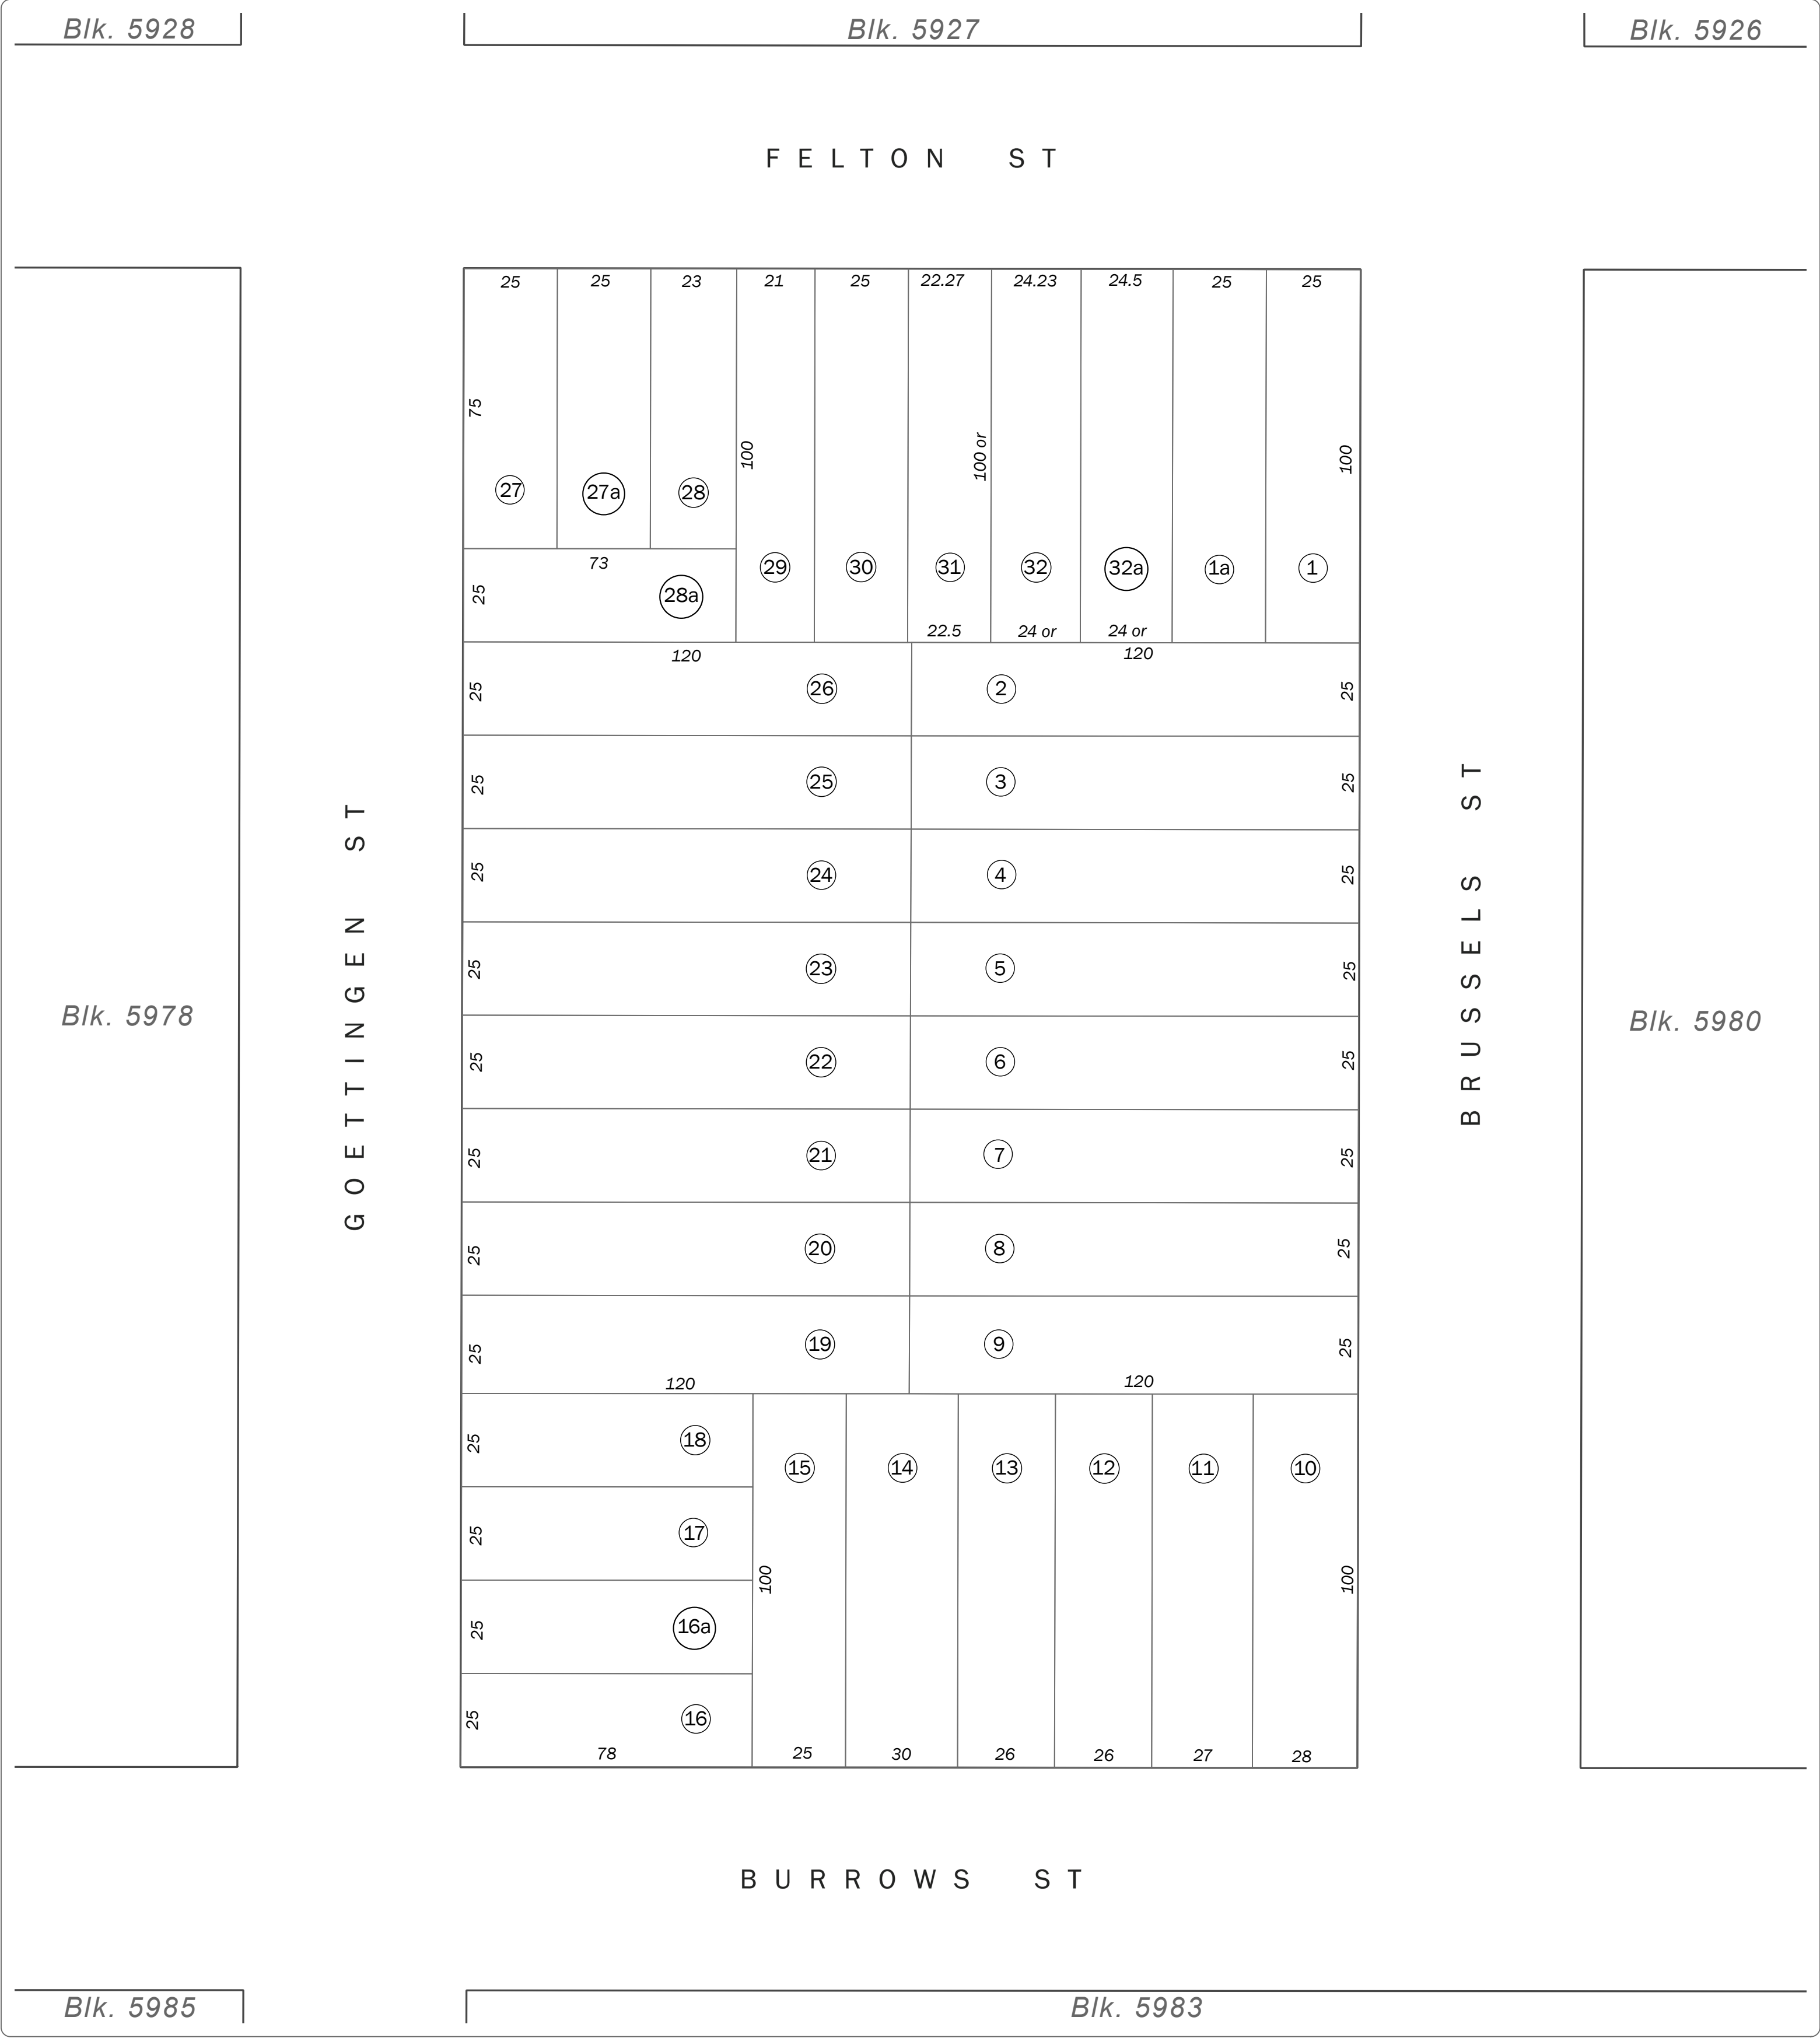 Blk. 5928
Blk. 5927
Blk. 5926
FELTON ST
25 25 23 21 25 22.27 24.23 24.5 25 25
75
100
100 or
100
27 27a 28
29 30 31 32 32a 1a 1
73
25
28a
22.5 24 or 24 or
120 120
25 26 2 25
25 25 3 25
25 24 4 25
25 23 5 25
25 22 6 25
25 21 7 25
25 20 8 25
25 19 9 25
120 120
GOETTINGEN ST
BRUSSELS ST
Blk. 5978
Blk. 5980
25 18
15 14 13 12 11 10
25 17
100 100
25 16a
25 16
78 25 30 26 26 27 28
BURROWS ST
Blk. 5985
Blk. 5983